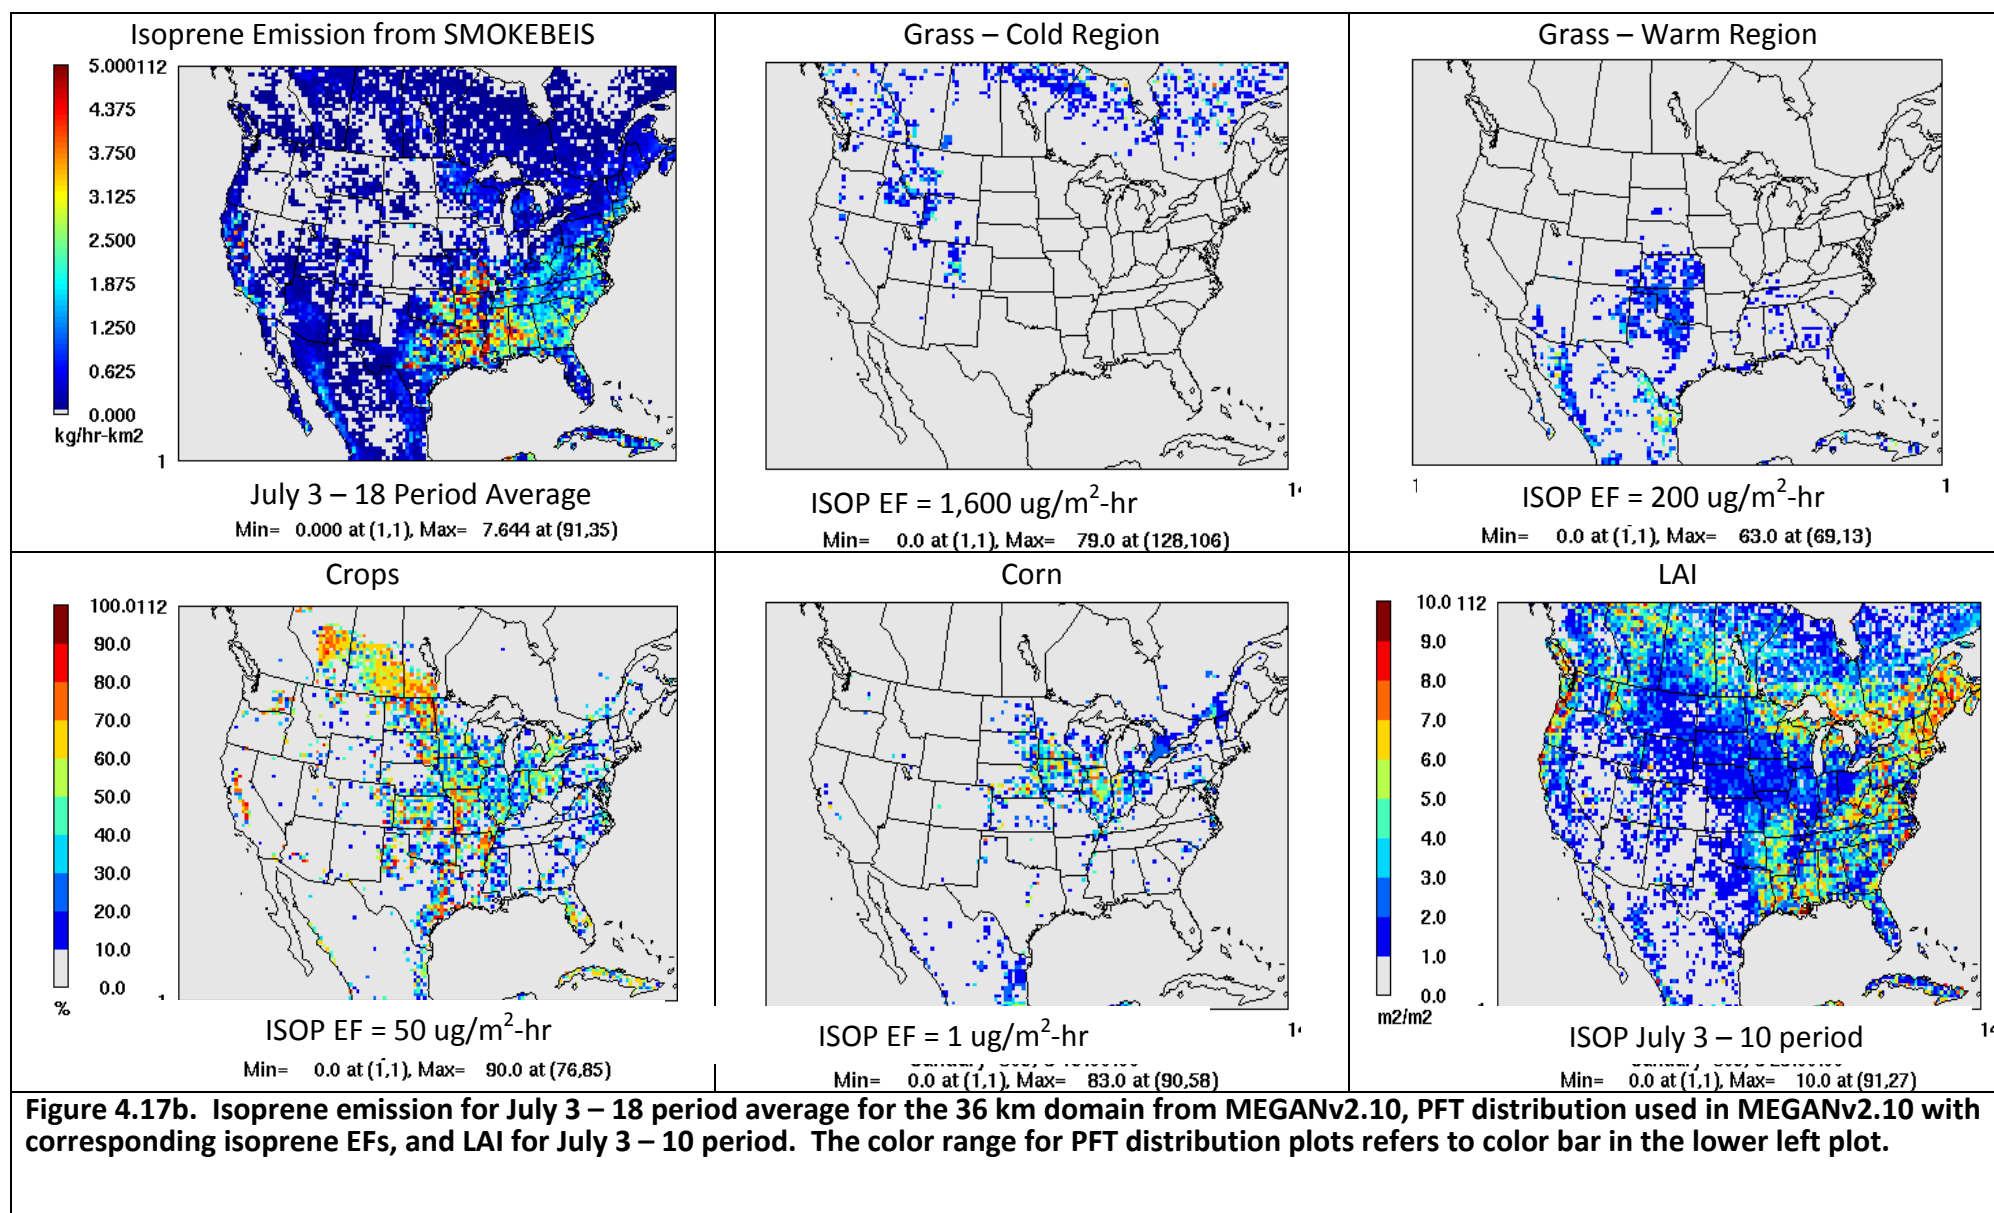 Isoprene Emission from SMOKEBEIS
5.000
112
4.375
3.750
3.125
2.500
1.875
1.250
0.625
0.000
kg/hr-km2
1
July 3 – 18 Period Average
Min= 0.000 at (1,1), Max= 7.644 at (91,35)
Grass – Cold Region
14
ISOP EF = 1,600 ug/m²-hr
Min= 0.0 at (1,1), Max= 79.0 at (128,106)
Grass – Warm Region
1
1
ISOP EF = 200 ug/m²-hr
Min= 0.0 at (1,1), Max= 63.0 at (69,13)
Crops
100.0
112
90.0
80.0
70.0
60.0
50.0
40.0
30.0
20.0
10.0
0.0
%
1
ISOP EF = 50 ug/m²-hr
Min= 0.0 at (1,1), Max= 90.0 at (76,85)
Corn
14
ISOP EF = 1 ug/m²-hr
Min= 0.0 at (1,1), Max= 83.0 at (90,58)
LAI
10.0
112
9.0
8.0
7.0
6.0
5.0
4.0
3.0
2.0
1.0
0.0
m2/m2
14
ISOP July 3 – 10 period
Min= 0.0 at (1,1), Max= 10.0 at (91,27)
Figure 4.17b. Isoprene emission for July 3 – 18 period average for the 36 km domain from MEGANv2.10, PFT distribution used in MEGANv2.10 with
corresponding isoprene EFs, and LAI for July 3 – 10 period. The color range for PFT distribution plots refers to color bar in the lower left plot.